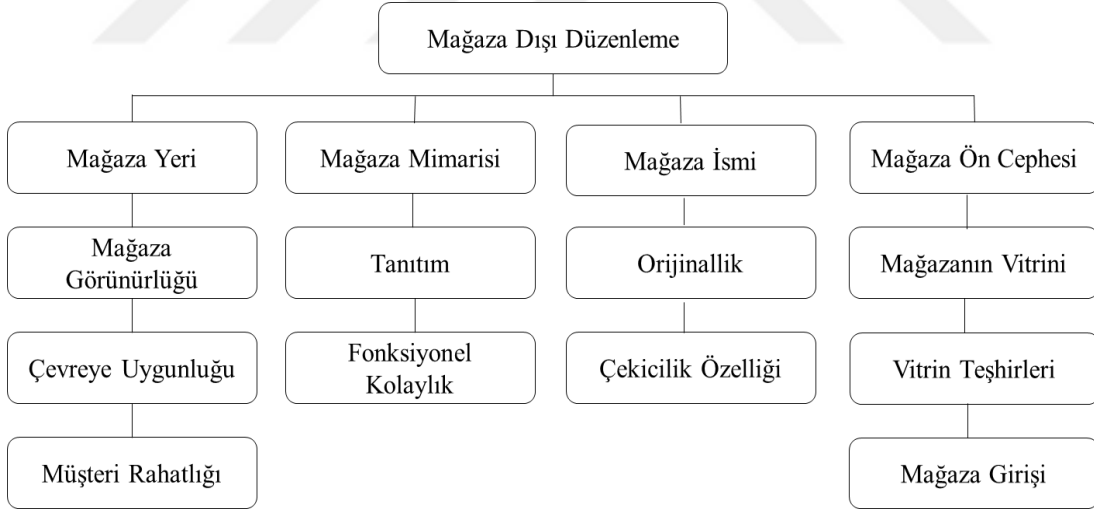 Mağaza Dışı Düzenleme
Mağaza Yeri
Mağaza Mimarisi
Mağaza İsmi
Mağaza Ön Cephesi
Mağaza
Görünürlüğü
Tanıtım
Orijinallik
Mağazanın Vitrini
Çevreye Uygunluğu
Fonksiyonel
Kolaylık
Çekicilik Özelliği
Vitrin Teşhirleri
Müşteri Rahatlığı
Mağaza Girişi